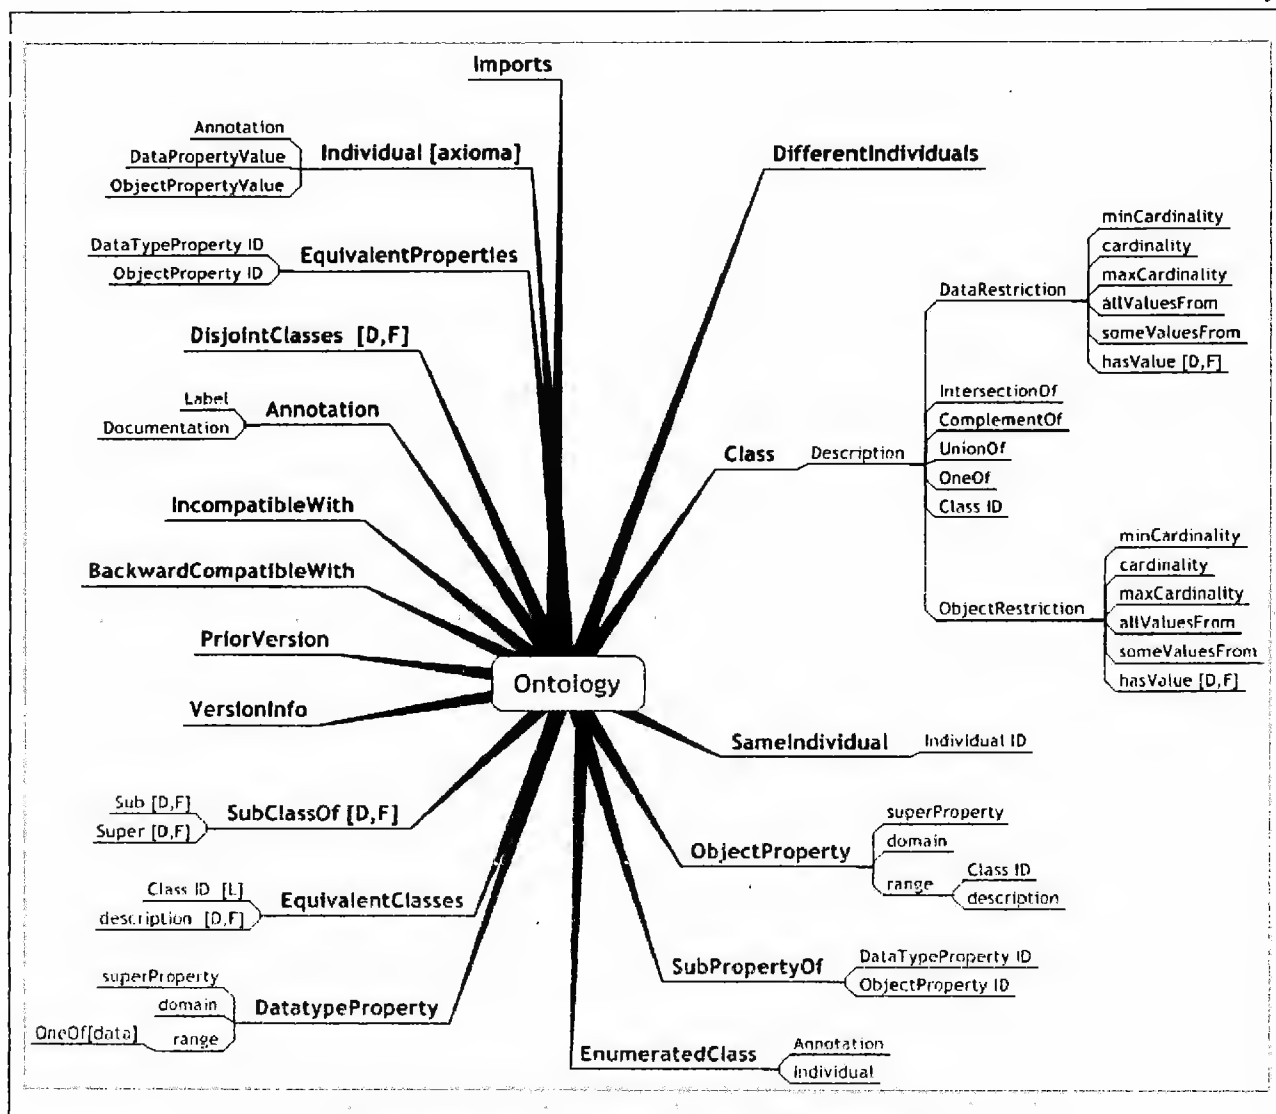 Imports
Annotation
DataPropertyValue
ObjectPropertyValue
Individual [axioma]
DataTypeProperty ID
ObjectProperty ID
EquivalentProperties
DisjointClasses [D,F]
Label
Documentation
Annotation
IncompatibleWith
BackwardCompatibleWith
PriorVersion
VersionInfo
Sub [D,F]
Super [D,F]
SubClassOf [D,F]
Class ID [L]
description [D,F]
EquivalentClasses
superProperty
domain
OneOf[data]
range
DatatypeProperty
Ontology
DifferentIndividuals
Class
Description
DataRestriction
minCardinality
cardinality
maxCardinality
allValuesFrom
someValuesFrom
hasValue [D,F]
IntersectionOf
ComplementOf
UnionOf
OneOf
Class ID
ObjectRestriction
minCardinality
cardinality
maxCardinality
allValuesFrom
someValuesFrom
hasValue [D,F]
SameIndividual
Individual ID
ObjectProperty
superProperty
domain
range
Class ID
description
SubPropertyOf
DataTypeProperty ID
ObjectProperty ID
EnumeratedClass
Annotation
Individual